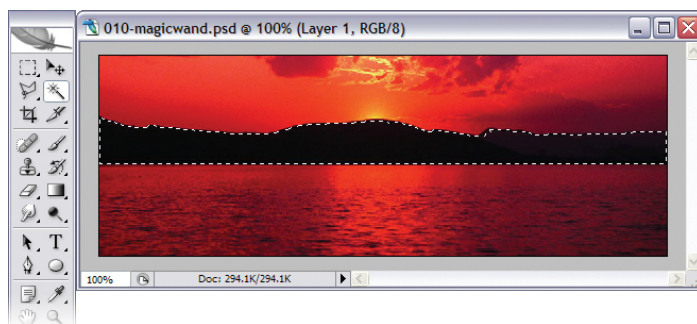 010-magicwand.psd @ 100% (Layer 1, RGB/8)
T
100%
Doc: 294.1K/294.1K